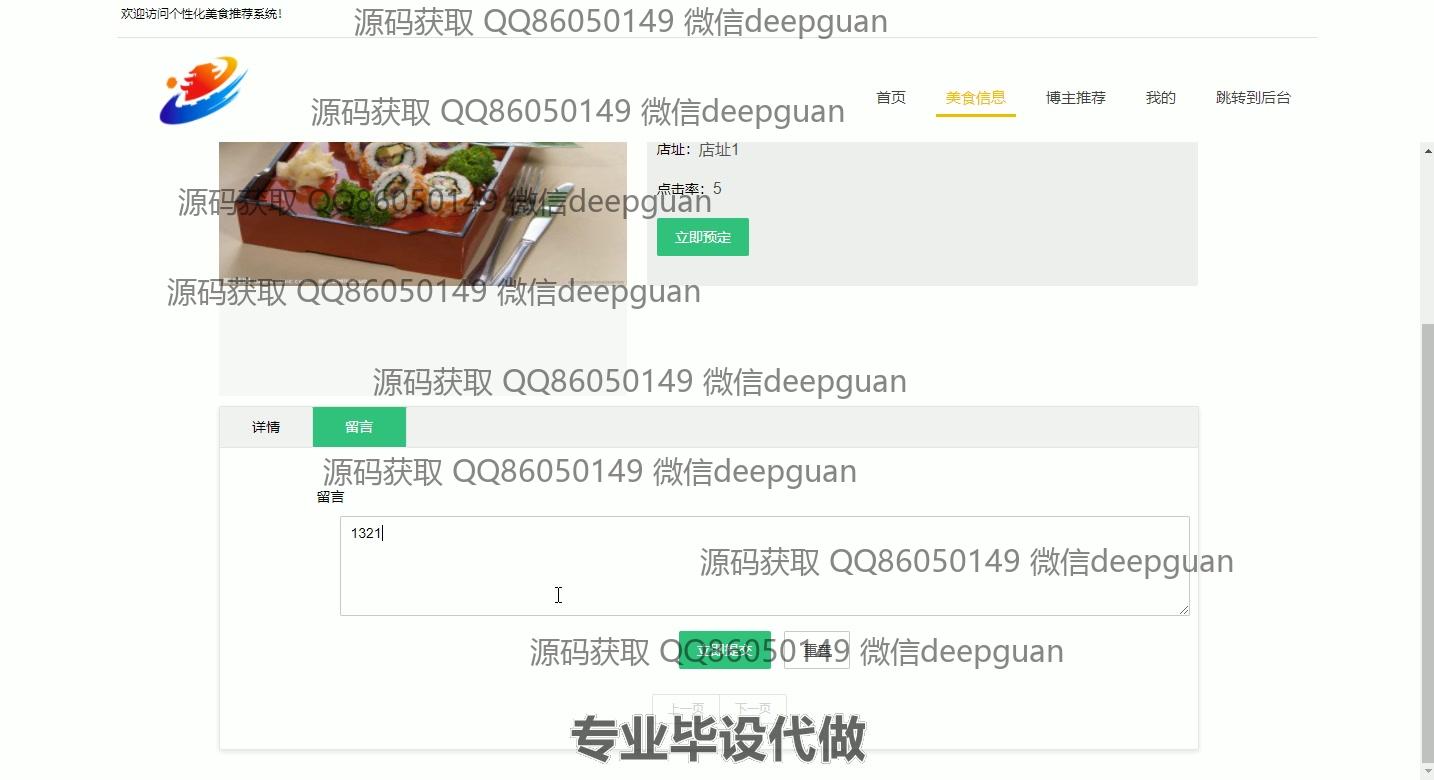 欢迎访问个性化美食推荐系统!
源码获取 QQ86050149 微信deepguan
首页 美食信息 博主推荐 我的 跳转到后台
源码获取 QQ86050149 微信deepguan
店址： 店址1
点击率： 5
源码获取 QQ86050149 微信deepguan
立即预定
源码获取 QQ86050149 微信deepguan
源码获取 QQ86050149 微信deepguan
详情 留言
源码获取 QQ86050149 微信deepguan
留言
1321
源码获取 QQ86050149 微信deepguan
立即提交 重置
源码获取 QQ86050149 微信deepguan
上一页 下一页
专业毕设代做